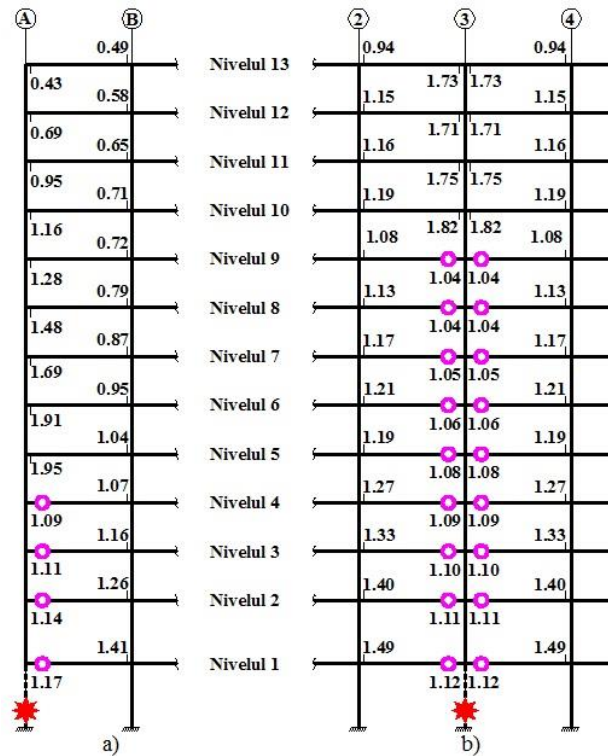 A B 2 3 4
0.49 Nivelul 13 0.94 0.94
0.43 1.73 1.73
0.58 Nivelul 12 1.15 1.15
0.69 1.71 1.71
0.65 Nivelul 11 1.16 1.16
0.95 1.75 1.75
0.71 Nivelul 10 1.19 1.19
1.16 1.82 1.82
0.72 Nivelul 9 1.08 1.08
1.28 1.04 1.04
0.79 Nivelul 8 1.13 1.13
1.48 1.04 1.04
0.87 Nivelul 7 1.17 1.17
1.69 1.05 1.05
0.95 Nivelul 6 1.21 1.21
1.91 1.06 1.06
1.04 Nivelul 5 1.19 1.19
1.95 1.08 1.08
1.07 Nivelul 4 1.27 1.27
1.09 1.09 1.09
1.16 Nivelul 3 1.33 1.33
1.11 1.10 1.10
1.26 Nivelul 2 1.40 1.40
1.14 1.11 1.11
1.41 Nivelul 1 1.49 1.49
1.17 1.12 1.12
a) b)